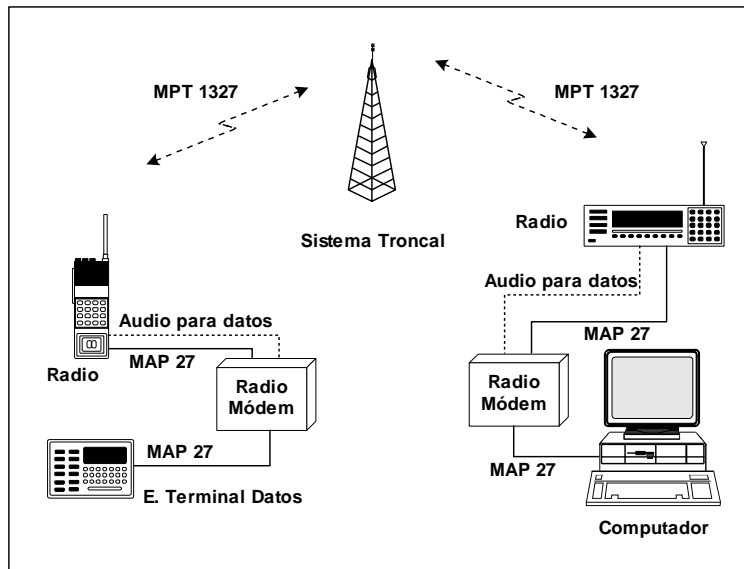 MPT 1327
MPT 1327
Sistema Troncal
Radio
Audio para datos
MAP 27
Radio
Radio
Módem
MAP 27
E. Terminal Datos
Audio para datos
MAP 27
Radio
Módem
MAP 27
Computador